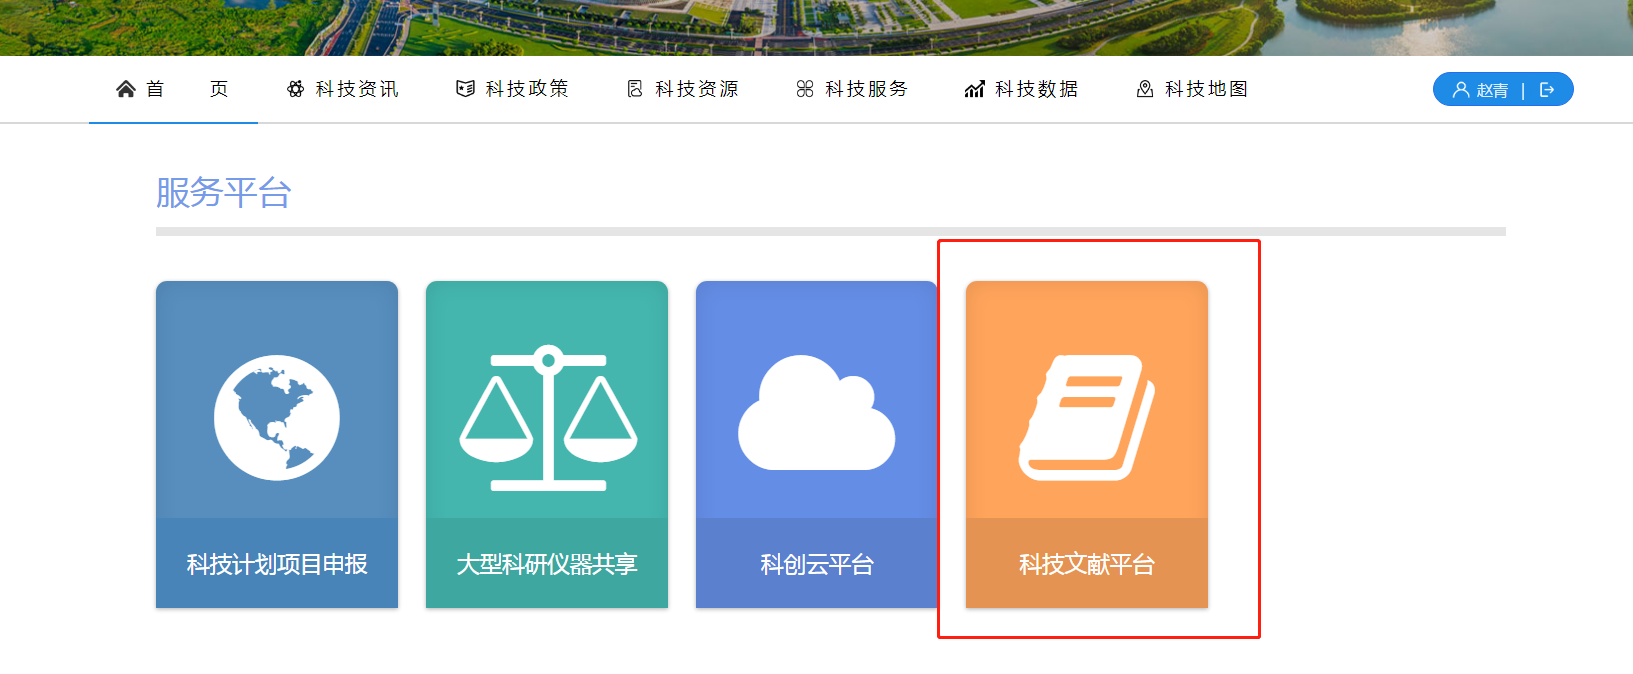 首 页 科技资讯 科技政策 科技资源 科技服务 科技数据 科技地图 赵青 |
服务平台
科技计划项目申报 大型科研仪器共享 科创云平台 科技文献平台